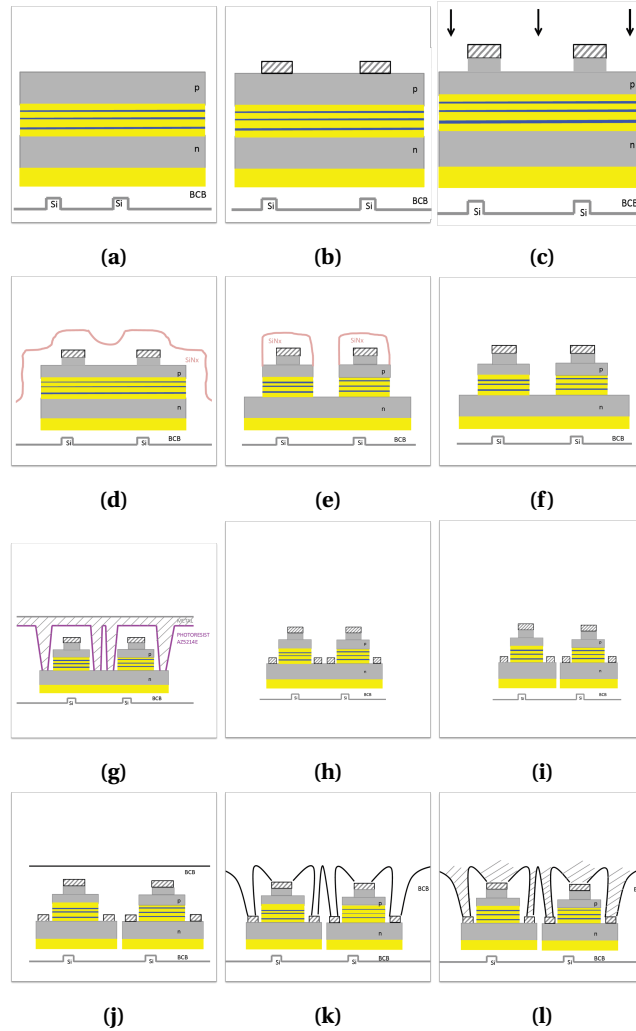 p
n
BCB
Si
Si
p
n
BCB
Si
Si
p
n
BCB
Si
Si
(a)
(b)
(c)
SiNx
p
n
BCB
Si
Si
SiNx
SiNx
p
n
BCB
Si
Si
p
n
BCB
Si
Si
(d)
(e)
(f)
METAL
PHOTORESIST
AZ5214E
p
n
BCB
Si
Si
p
n
BCB
Si
Si
p
n
BCB
Si
Si
(g)
(h)
(i)
BCB
p
n
BCB
Si
Si
BCB
p
n
BCB
Si
Si
p
n
BCB
Si
Si
(j)
(k)
(l)